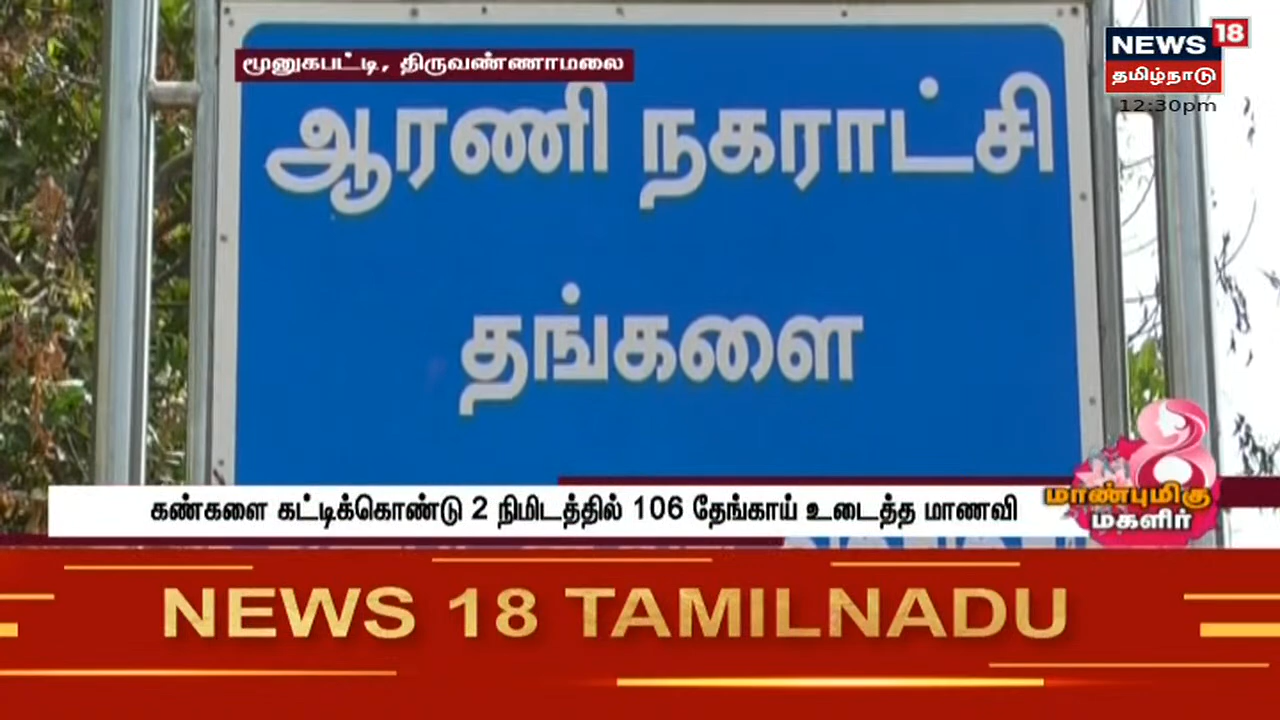 NEWS 18
தமிழ்நாடு
12:30pm
மூனுகபட்டி, திருவண்ணாமலை
ஆரணி நகராட்சி
தங்களை
கண்களை கட்டிக்கொண்டு 2 நிமிடத்தில் 106 தேங்காய் உடைத்த மாணவி
8
மாண்புமிகு
மகளிர்
NEWS 18 TAMILNADU